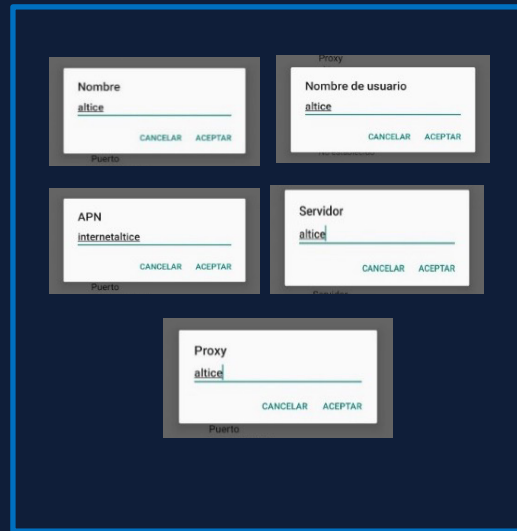 Nombre
altice
CANCELAR ACEPTAR
Puerto
Proxy
Nombre de usuario
altice
CANCELAR ACEPTAR
APN
internetaltice
CANCELAR ACEPTAR
Puerto
Servidor
altice
CANCELAR ACEPTAR
Servidor
Proxy
altice
CANCELAR ACEPTAR
Puerto